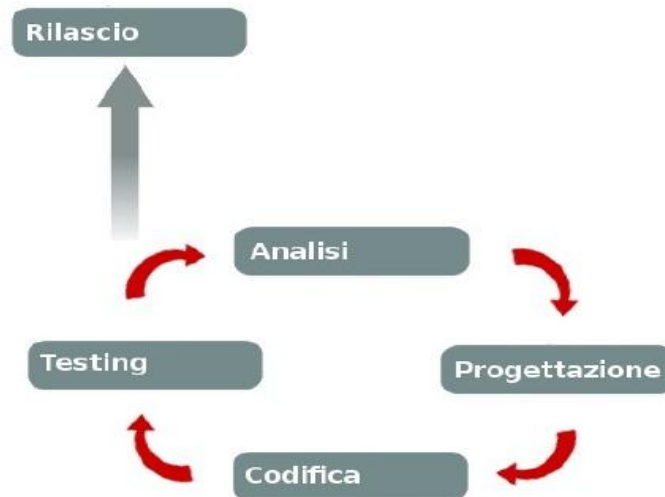 Rilascio
Analisi
Testing
Progettazione
Codifica